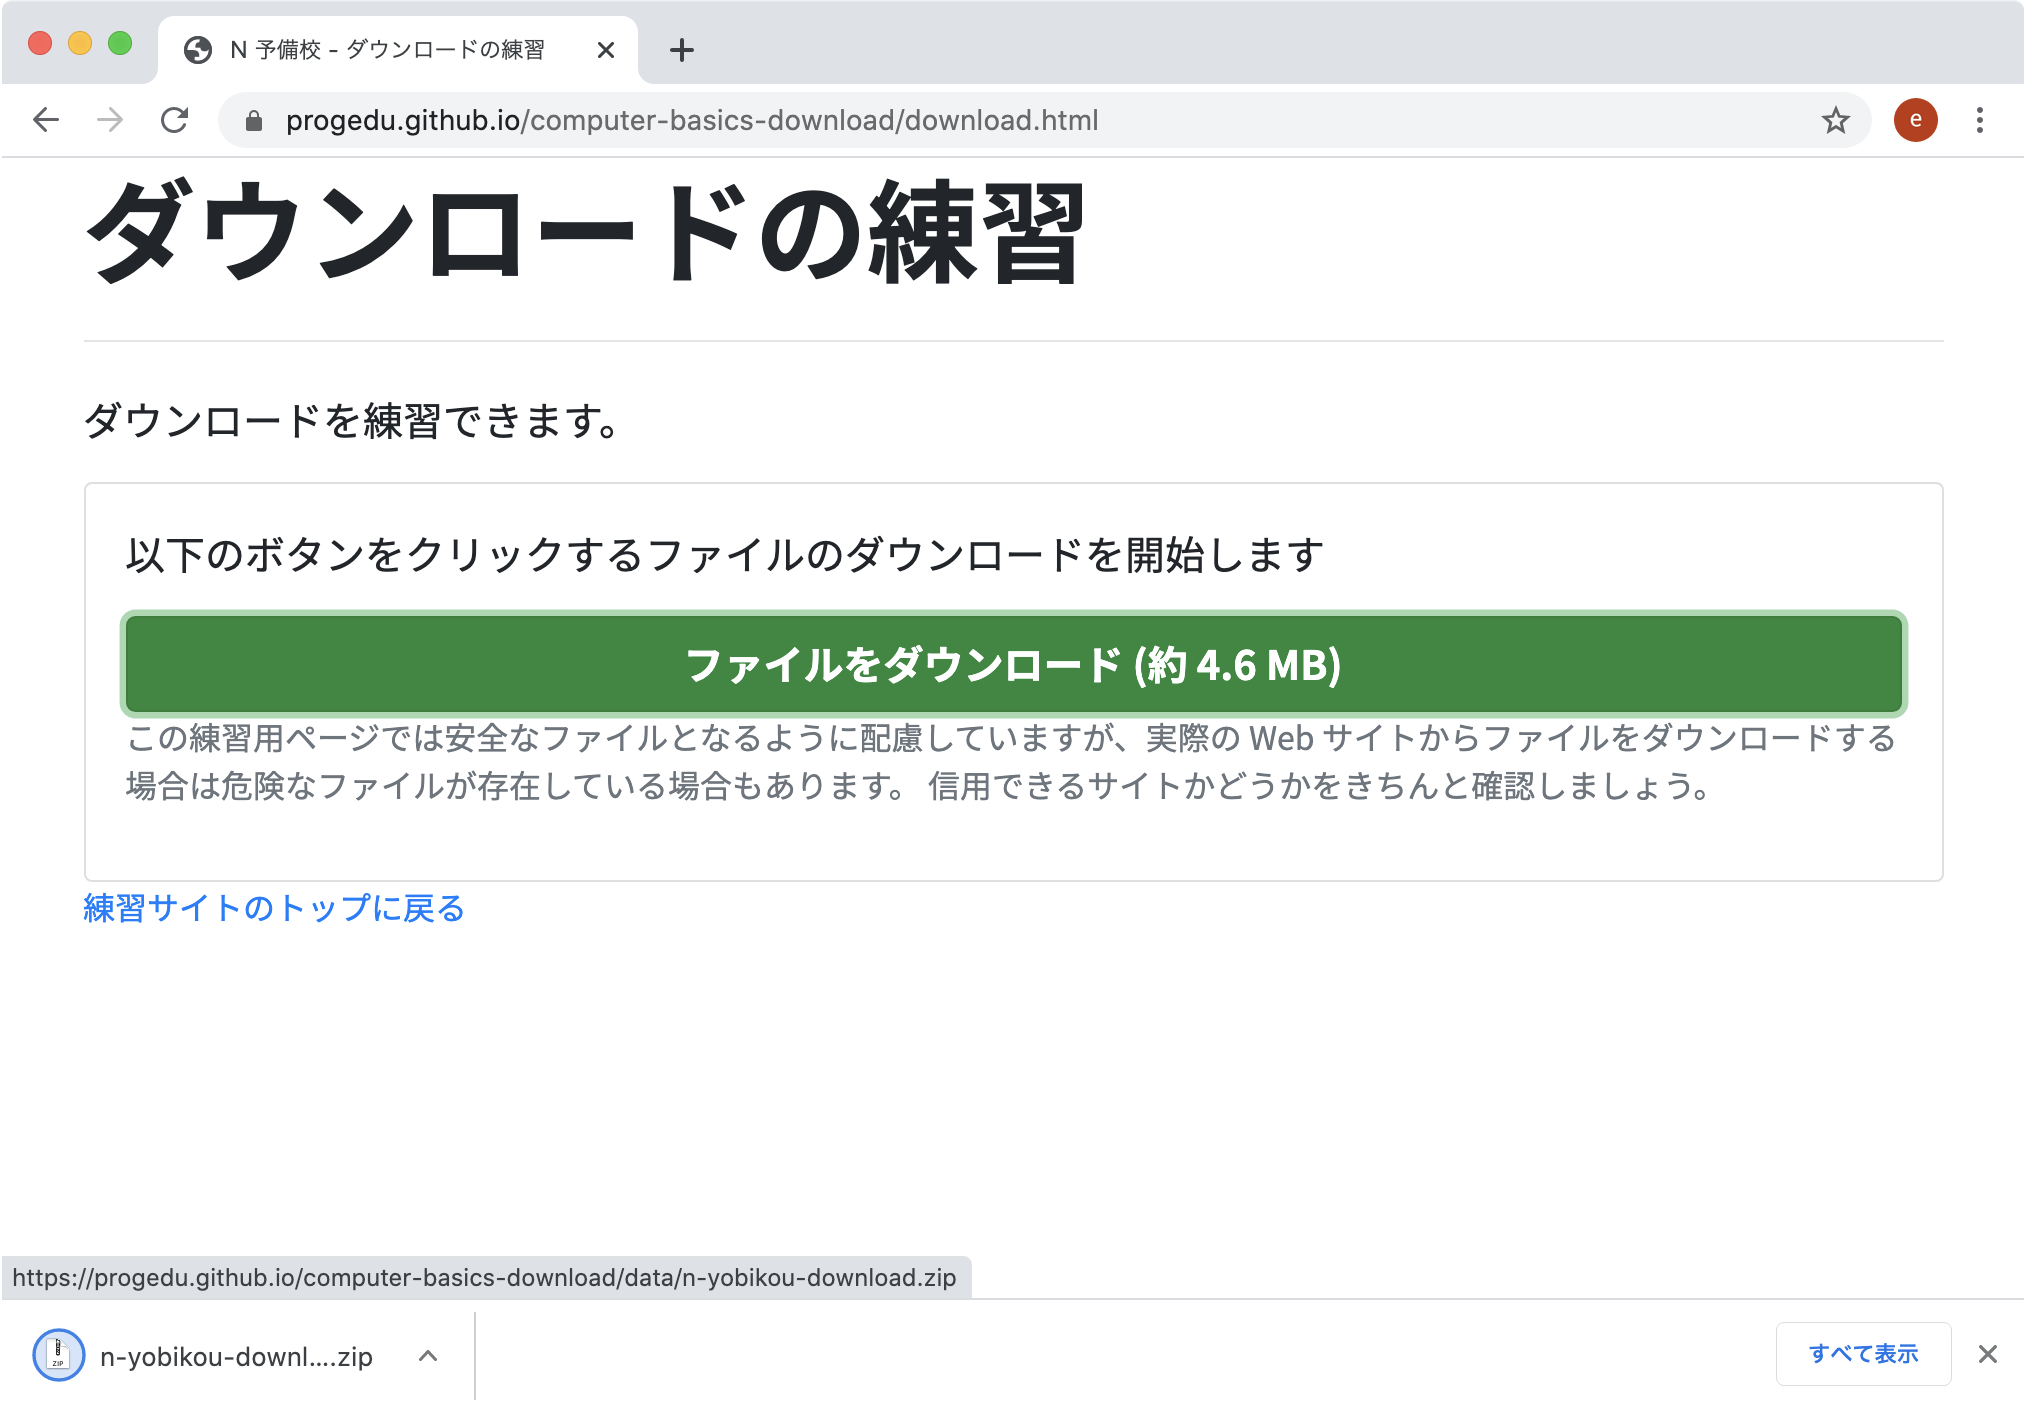 N 予備校 - ダウンロードの練習
progedu.github.io/computer-basics-download/download.html
e
ダウンロードの練習
ダウンロードを練習できます。
以下のボタンをクリックするファイルのダウンロードを開始します
ファイルをダウンロード (約 4.6 MB)
この練習用ページでは安全なファイルとなるように配慮していますが、実際の Web サイトからファイルをダウンロードする
場合は危険なファイルが存在している場合もあります。 信用できるサイトかどうかをきちんと確認しましょう。
練習サイトのトップに戻る
https://progedu.github.io/computer-basics-download/data/n-yobikou-download.zip
ZIP
n-yobikou-downl....zip
すべて表示